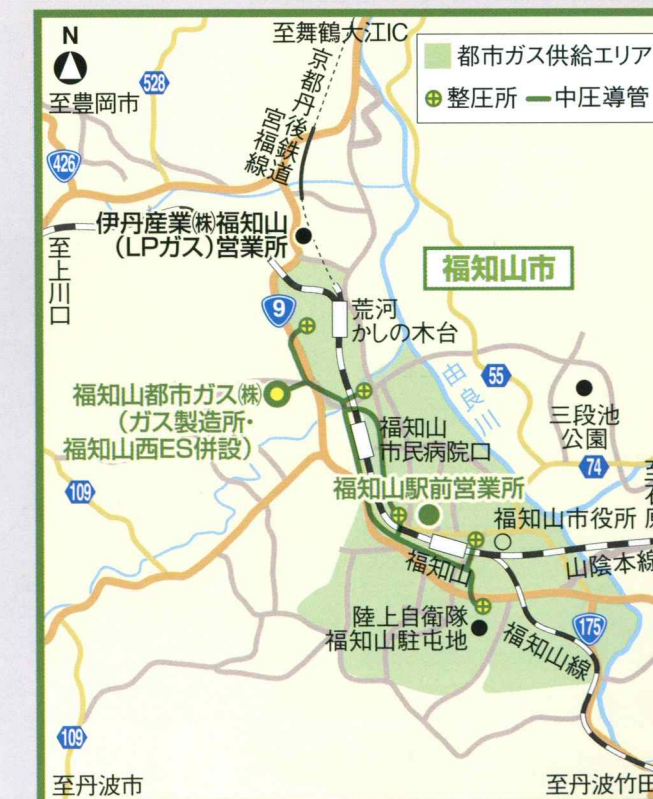 N
至舞鶴大江IC
都市ガス供給エリア
整圧所
中圧導管
528
至豊岡市
京都丹後鉄道
宮福線
426
伊丹産業㈱福知山
（LPガス）営業所
至上川口
福知山市
9
荒河
かしの木台
福知山都市ガス㈱
（ガス製造所・
福知山西ES併設）
由良川
55
三段池
公園
福知山
市民病院口
74
109
福知山駅前営業所
福知山市役所
福知山
山陰本線
陸上自衛隊
福知山駐屯地
福知山線
175
109
至丹波市
至丹波竹田